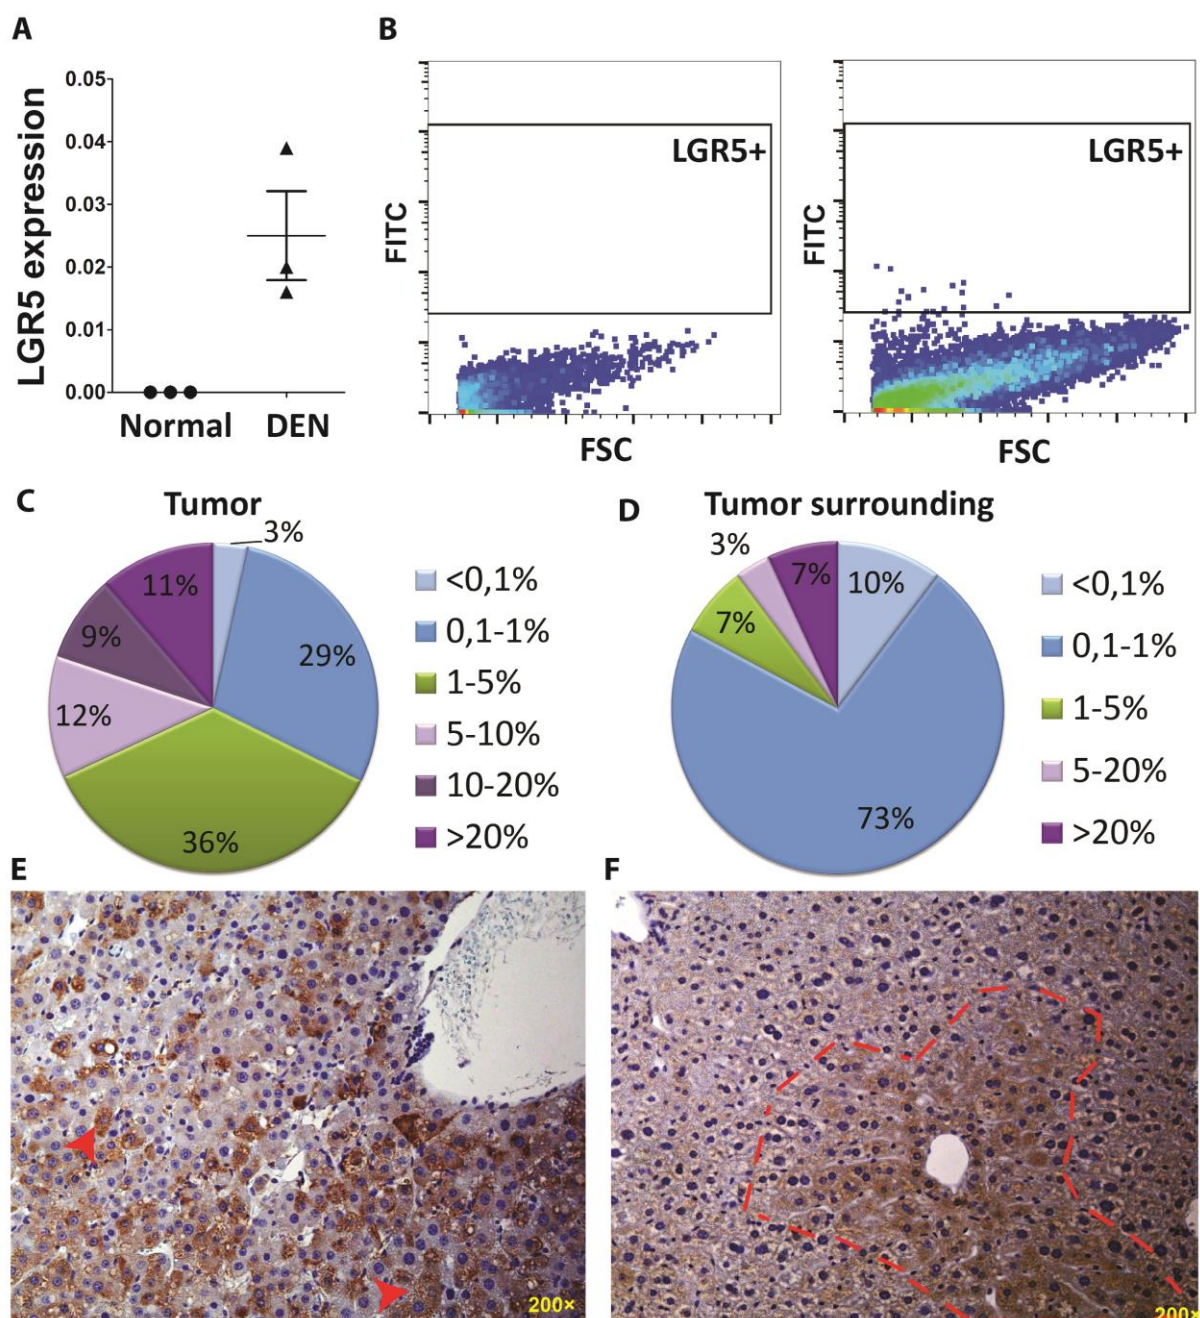 A
LGR5 expression
0.05
0.04
0.03
0.02
0.01
0.00
Normal DEN
B
FITC
LGR5+
FSC
FITC
LGR5+
FSC
C
Tumor
3%
29%
36%
12%
9%
11%
<0,1%
0,1-1%
1-5%
5-10%
10-20%
>20%
D
Tumor surrounding
10%
73%
7%
3%
7%
<0,1%
0,1-1%
1-5%
5-20%
>20%
E
200×
F
200×